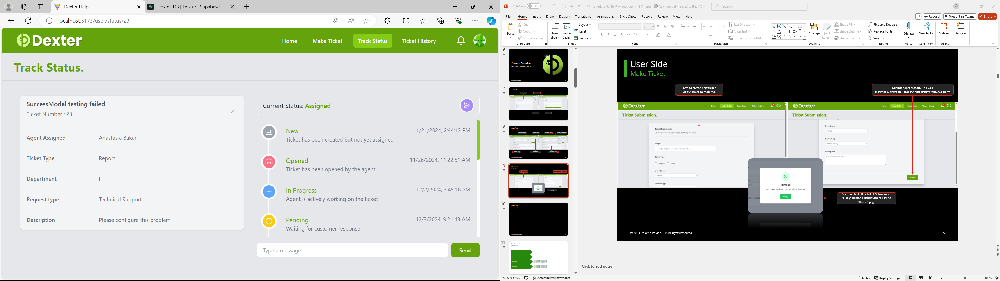 Dexter Help
Dexter_DB | Dexter | Supabase
localhost:5173/user/status/23
Dexter
Home
Make Ticket
Track Status
Ticket History
Track Status.
SuccessModal testing failed
Ticket Number : 23
Agent Assigned Anastasia Bakar
Ticket Type Report
Department IT
Request type Technical Support
Description Please configure this problem
Current Status: Assigned
New 11/21/2024, 2:44:13 PM
Ticket has been created but not yet assigned
Opened 11/26/2024, 11:22:51 AM
Ticket has been opened by the agent
In Progress 12/2/2024, 3:45:18 PM
Agent is actively working on the ticket
Pending 12/3/2024, 9:21:43 AM
Waiting for customer response
Type a message...
Send
AutoSave Off
PPT Template_00_16x9_widescreen_PPT (1).pptx
Confidential • Saved to this PC
Search
File Home Insert Draw Design Transitions Animations Slide Show Record Review View Help
Record
Present in Teams
Share
Paste
Cut
Copy
Format Painter
Clipboard
New Slide
Reuse Slides
Layout
Reset
Section
Slides
9
Font
Text Direction
Align Text
Convert to SmartArt
Paragraph
Arrange
Quick Styles
Shape Fill
Shape Outline
Shape Effects
Drawing
Find and Replace
Replace Fonts
Select
Editing
Dictate
Voice
Sensitivity
Sensitivity
Add-ins
Add-ins
Designer
6
Feature Overview
Glimpse of main functions
7
Admin Side
8
User Side
9
User Side
10
User Side
11
User Side
Make Ticket
Form to create new ticket.
All fields set to required
Submit ticket button. Onclick :
Insert new ticket to Database and display "success alert"
Dexter
Home Make Ticket Track Status Ticket History
Ticket Submission.
Ticket Submission
Check relevant details before submitting the ticket
Subject
Ticket Type
Request Report
Department
Finance
Request Type
Dexter
Home Make Ticket Track Status Ticket History
Ticket Submission.
Department
Finance
Request Type
General Inquiry
Description
Write description here...
Submit
Success!
Your ticket has been successfully submitted!
Okay
Success alert after ticket Submission.
"Okay" button Onclick: direct user to
"Home" page
© 2024 Deloitte Ireland LLP. All rights reserved
9
Click to add notes
Slide 9 of 66
Accessibility: Investigate
Notes
Display Settings
103%